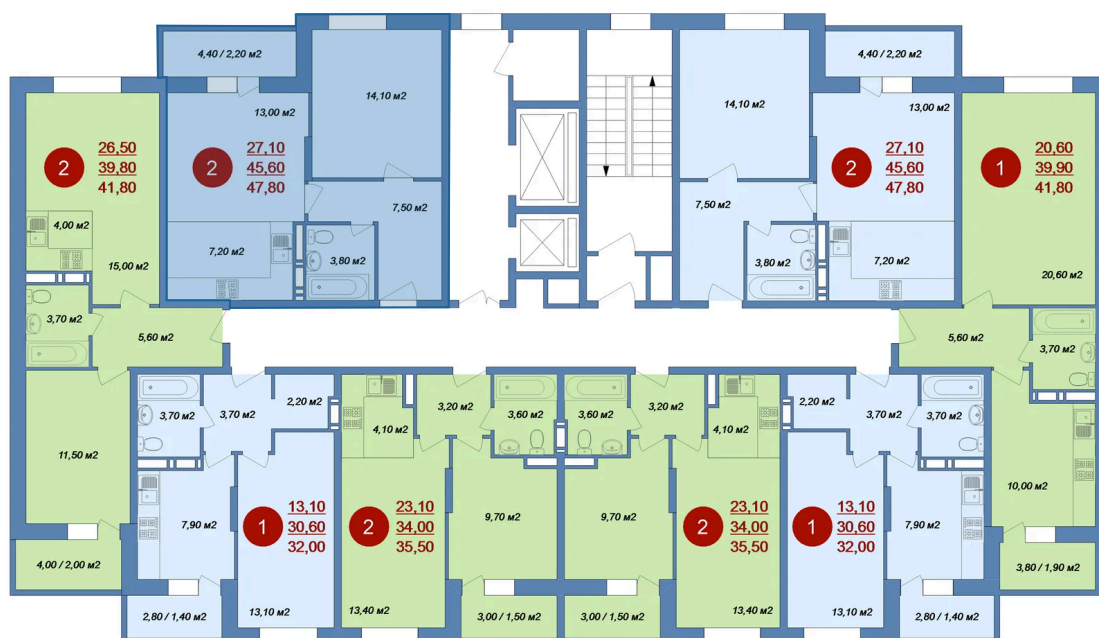 4,40 / 2,20 м2
14,10 м2
13,00 м2
2
27,10
45,60
47,80
7,20 м2
7,50 м2
3,80 м2
2
26,50
39,80
41,80
4,00 м2
15,00 м2
3,70 м2
5,60 м2
11,50 м2
4,00 / 2,00 м2
14,10 м2
4,40 / 2,20 м2
13,00 м2
2
27,10
45,60
47,80
7,50 м2
3,80 м2
7,20 м2
1
20,60
39,90
41,80
20,60 м2
5,60 м2
3,70 м2
10,00 м2
3,80 / 1,90 м2
3,70 м2
3,70 м2
2,20 м2
7,90 м2
1
13,10
30,60
32,00
13,10 м2
2,80 / 1,40 м2
4,10 м2
3,20 м2
3,60 м2
2
23,10
34,00
35,50
9,70 м2
13,40 м2
3,00 / 1,50 м2
3,60 м2
3,20 м2
4,10 м2
9,70 м2
2
23,10
34,00
35,50
13,40 м2
3,00 / 1,50 м2
2,20 м2
3,70 м2
3,70 м2
1
13,10
30,60
32,00
7,90 м2
13,10 м2
2,80 / 1,40 м2